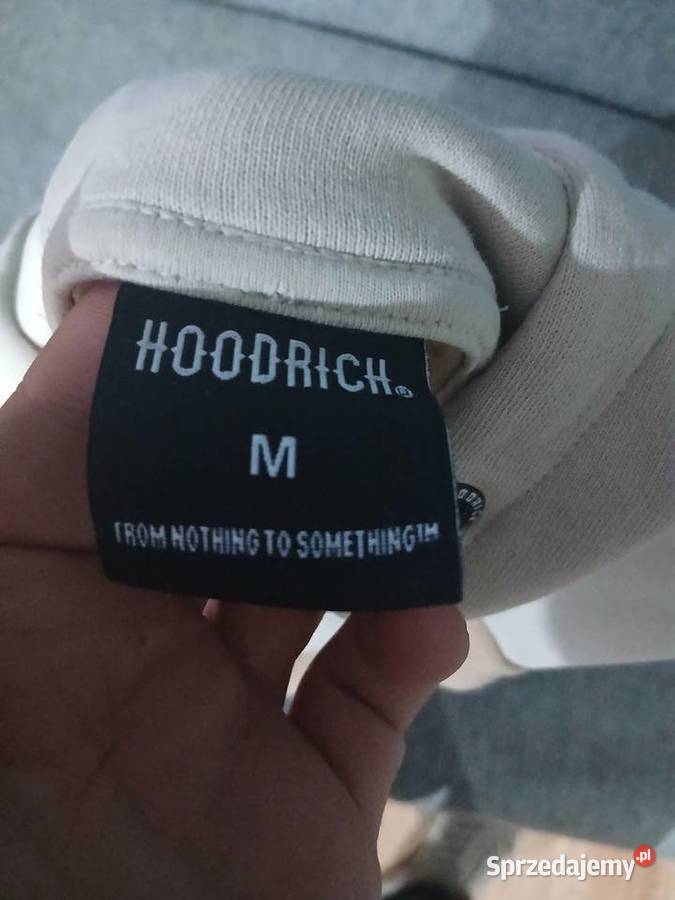 HOODRICH®
M
FROM NOTHING TO SOMETHING™
Sprzedajemy.pl